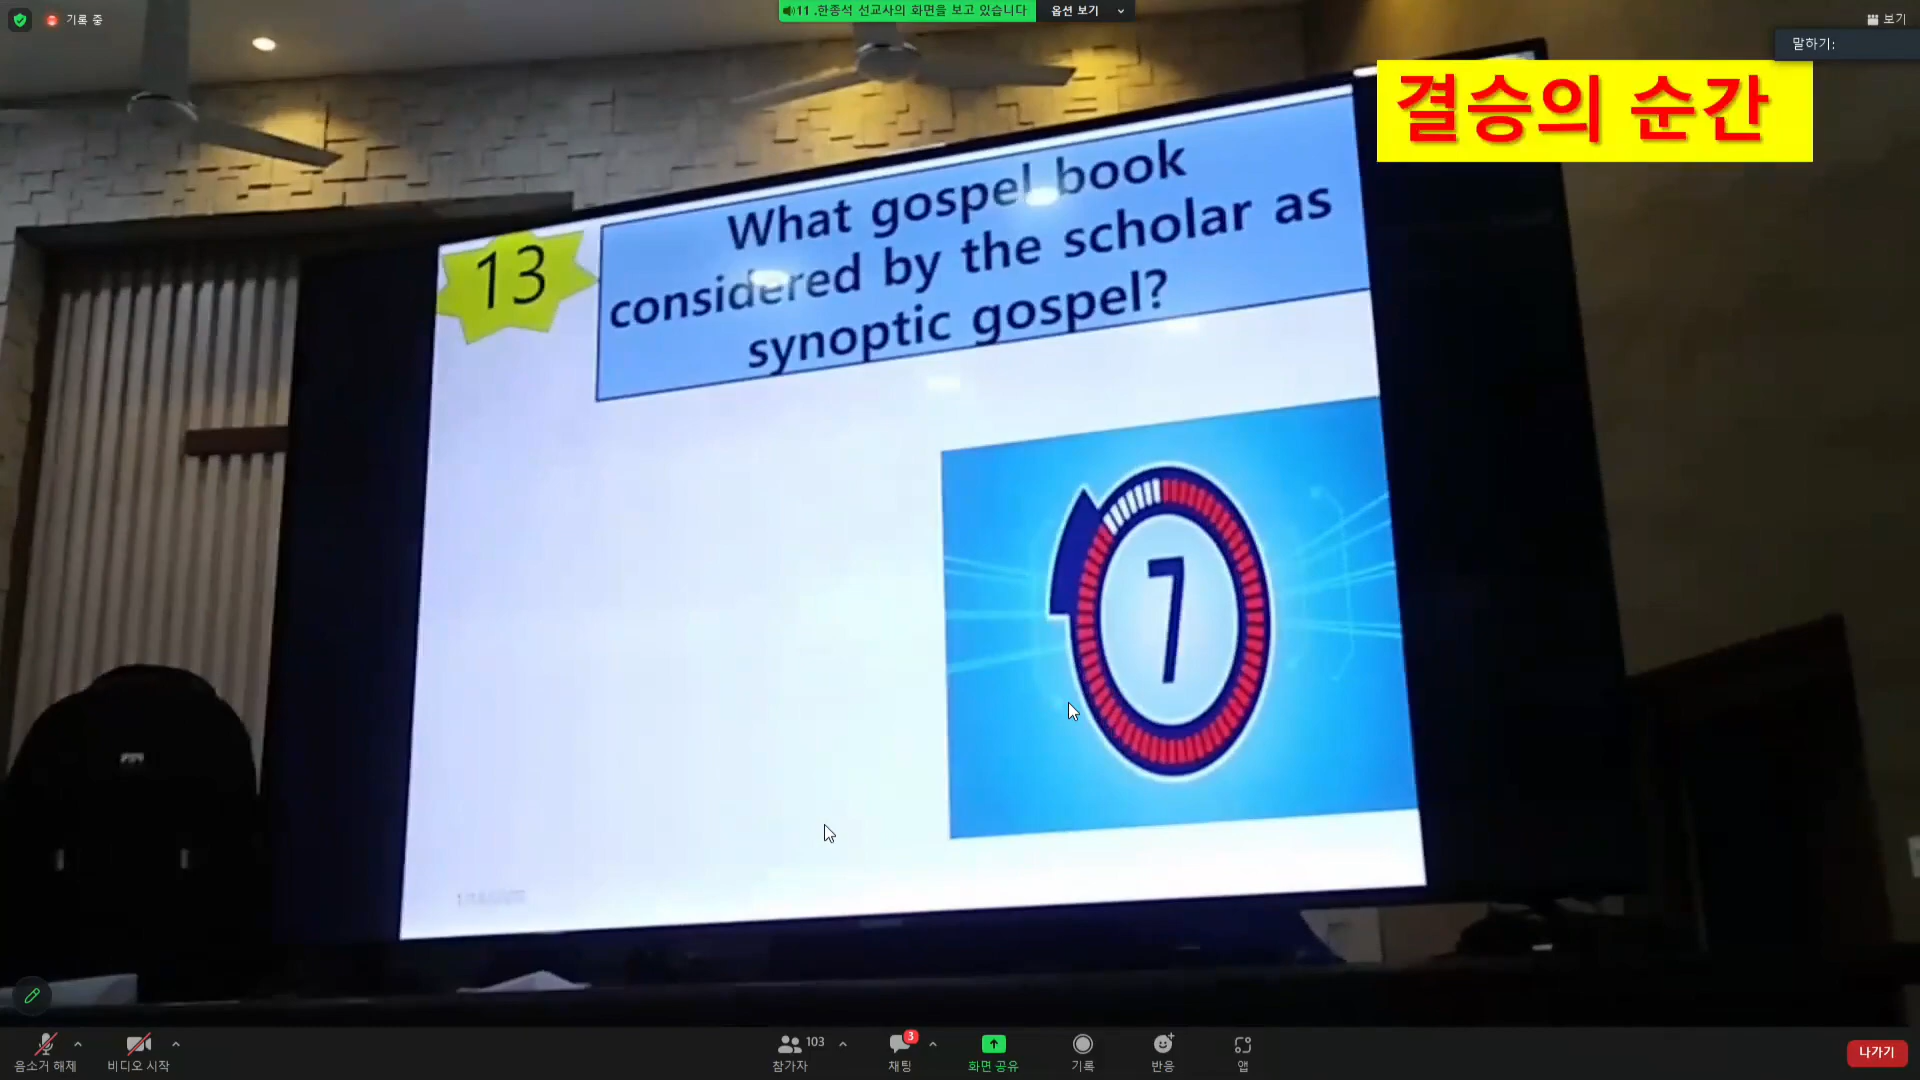 기록 중
11 .한종석 선교사의 화면을 보고 있습니다
옵션 보기
보기
말하기:
결승의 순간
13
What gospel book
considered by the scholar as
synoptic gospel?
7
음소거 해제
비디오 시작
103
참가자
3
채팅
화면 공유
기록
반응
앱
나가기